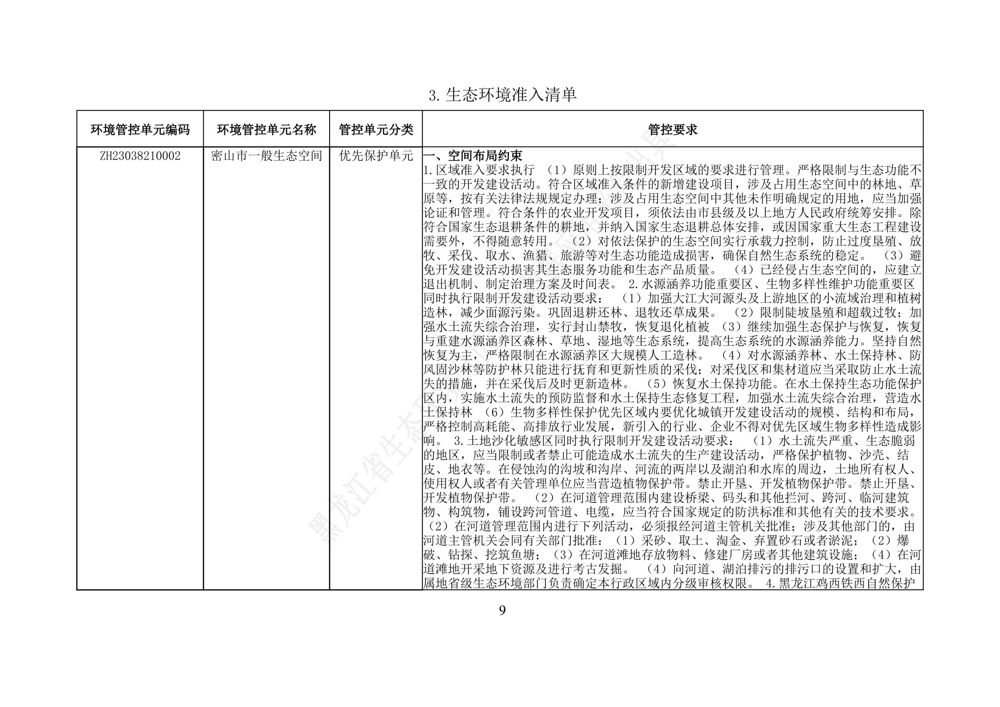 3. 生态环境准入清单
环境管控单元编码 环境管控单元名称 管控单元分类 管控要求
ZH23038210002 密山市一般生态空间 优先保护单元 一、空间布局约束
1.区域准入要求执行 （1）原则上按限制开发区域的要求进行管理。严格限制与生态功能不
一致的开发建设活动。符合区域准入条件的新增建设项目，涉及占用生态空间中的林地、草
原等，按有关法律法规规定办理；涉及占用生态空间中其他未作明确规定的用地，应当加强
论证和管理。符合条件的农业开发项目，须依法由市县级及以上地方人民政府统筹安排。除
符合国家生态退耕条件的耕地，并纳入国家生态退耕总体安排，或因国家重大生态工程建设
需要外，不得随意转用。 （2）对依法保护的生态空间实行承载力控制，防止过度垦殖、放
牧、采伐、取水、渔猎、旅游等对生态功能造成损害，确保自然生态系统的稳定。 （3）避
免开发建设活动损害其生态服务功能和生态产品质量。 （4）已经侵占生态空间的，应建立
退出机制、制定治理方案及时间表。 2.水源涵养功能重要区、生物多样性维护功能重要区
同时执行限制开发建设活动要求： （1）加强大江大河源头及上游地区的小流域治理和植树
造林，减少面源污染。巩固退耕还林、退牧还草成果。 （2）限制陡坡垦殖和超载过牧；加
强水土流失综合治理，实行封山禁牧，恢复退化植被 （3）继续加强生态保护与恢复，恢复
与重建水源涵养区森林、草地、湿地等生态系统，提高生态系统的水源涵养能力。坚持自然
恢复为主，严格限制在水源涵养区大规模人工造林。 （4）对水源涵养林、水土保持林、防
风固沙林等防护林只能进行抚育和更新性质的采伐；对采伐区和集材道应当采取防止水土流
失的措施，并在采伐后及时更新造林。 （5）恢复水土保持功能。在水土保持生态功能保护
区内，实施水土流失的预防监督和水土保持生态修复工程，加强水土流失综合治理，营造水
土保持林 （6）生物多样性保护优先区域内要优化城镇开发建设活动的规模、结构和布局，
严格控制高耗能、高排放行业发展，新引入的行业、企业不得对优先区域生物多样性造成影
响。 3.土地沙化敏感区同时执行限制开发建设活动要求： （1）水土流失严重、生态脆弱
的地区，应当限制或者禁止可能造成水土流失的生产建设活动，严格保护植物、沙壳、结
皮、地衣等。在侵蚀沟的沟坡和沟岸、河流的两岸以及湖泊和水库的周边，土地所有权人、
使用权人或者有关管理单位应当营造植物保护带。禁止开垦、开发植物保护带。禁止开垦、
开发植物保护带。 （2）在河道管理范围内建设桥梁、码头和其他拦河、跨河、临河建筑
物、构筑物，铺设跨河管道、电缆，应当符合国家规定的防洪标准和其他有关的技术要求。
（2）在河道管理范围内进行下列活动，必须报经河道主管机关批准；涉及其他部门的，由
河道主管机关会同有关部门批准：（1）采砂、取土、淘金、弃置砂石或者淤泥；（2）爆
破、钻探、挖筑鱼塘；（3）在河道滩地存放物料、修建厂房或者其他建筑设施；（4）在河
道滩地开采地下资源及进行考古发掘。 （4）向河道、湖泊排污的排污口的设置和扩大，由
属地省级生态环境部门负责确定本行政区域内分级审核权限。 4.黑龙江鸡西铁西自然保护
9